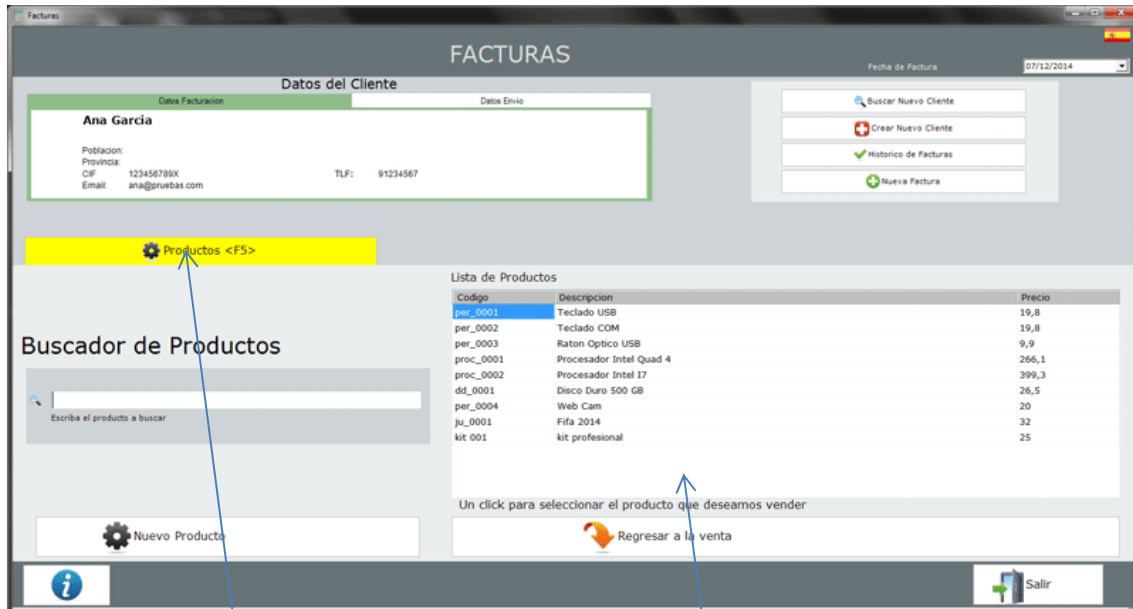 Facturas
FACTURAS
Fecha de Factura 07/12/2014
Datos del Cliente
Datos Facturacion Datos Envio
Ana Garcia
Poblacion:
Provincia:
CIF 123456789X TLF: 91234567
Email: ana@pruebas.com
Buscar Nuevo Cliente
Crear Nuevo Cliente
Historico de Facturas
Nueva Factura
Productos <F5>
Buscador de Productos
Escriba el producto a buscar
Lista de Productos
Codigo Descripcion Precio
per_0001 Teclado USB 19,8
per_0002 Teclado COM 19,8
per_0003 Raton Optico USB 9,9
proc_0001 Procesador Intel Quad 4 266,1
proc_0002 Procesador Intel I7 399,3
dd_0001 Disco Duro 500 GB 26,5
per_0004 Web Cam 20
ju_0001 Fifa 2014 32
kit 001 kit profesional 25
Un click para seleccionar el producto que deseamos vender
Nuevo Producto
Regresar a la venta
Salir